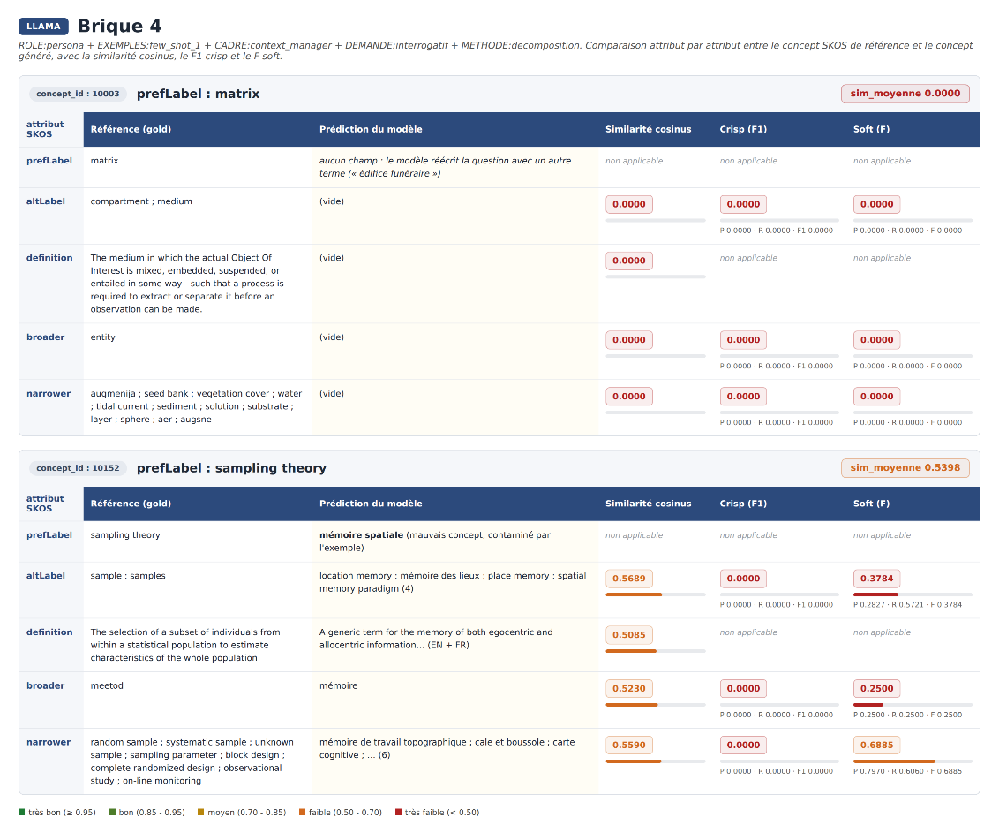 LLAMA Brique 4
ROLE:persona + EXEMPLES:few_shot_1 + CADRE:context_manager + DEMANDE:interrogatif + METHODE:decomposition. Comparaison attribut par attribut entre le concept SKOS de référence et le concept
généré, avec la similarité cosinus, le F1 crisp et le F soft.
concept_id : 10003 prefLabel : matrix sim_moyenne 0.0000
attribut
SKOS
Référence (gold) Prédiction du modèle Similarité cosinus Crisp (F1) Soft (F)
prefLabel matrix aucun champ : le modèle réécrit la question avec un autre non applicable non applicable non applicable
terme (« édifice funéraire »)
altLabel compartment ; medium (vide) 0.0000 0.0000 0.0000
P 0.0000 · R 0.0000 · F1 0.0000 P 0.0000 · R 0.0000 · F 0.0000
definition The medium in which the actual Object Of (vide) 0.0000 non applicable non applicable
Interest is mixed, embedded, suspended, or
entailed in some way - such that a process is
required to extract or separate it before an
observation can be made.
broader entity (vide) 0.0000 0.0000 0.0000
P 0.0000 · R 0.0000 · F1 0.0000 P 0.0000 · R 0.0000 · F 0.0000
narrower augmenija ; seed bank ; vegetation cover ; water (vide) 0.0000 0.0000 0.0000
; tidal current ; sediment ; solution ; substrate ;
layer ; sphere ; aer ; augsne
P 0.0000 · R 0.0000 · F1 0.0000 P 0.0000 · R 0.0000 · F 0.0000
concept_id : 10152 prefLabel : sampling theory sim_moyenne 0.5398
attribut
SKOS
Référence (gold) Prédiction du modèle Similarité cosinus Crisp (F1) Soft (F)
prefLabel sampling theory mémoire spatiale (mauvais concept, contaminé par non applicable non applicable non applicable
l'exemple)
altLabel sample ; samples location memory ; mémoire des lieux ; place memory ; spatial 0.5689 0.0000 0.3784
memory paradigm (4)
P 0.0000 · R 0.0000 · F1 0.0000 P 0.2827 · R 0.5721 · F 0.3784
definition The selection of a subset of individuals from A generic term for the memory of both egocentric and 0.5085 non applicable non applicable
within a statistical population to estimate allocentric information... (EN + FR)
characteristics of the whole population
broader meetod mémoire 0.5230 0.0000 0.2500
P 0.0000 · R 0.0000 · F1 0.0000 P 0.2500 · R 0.2500 · F 0.2500
narrower random sample ; systematic sample ; unknown mémoire de travail topographique ; cale et boussole ; carte 0.5590 0.0000 0.6885
sample ; sampling parameter ; block design ; cognitive ; ... (6)
complete randomized design ; observational
study ; on-line monitoring
P 0.0000 · R 0.0000 · F1 0.0000 P 0.7970 · R 0.6060 · F 0.6885
très bon (≥ 0.95) bon (0.85 - 0.95) moyen (0.70 - 0.85) faible (0.50 - 0.70) très faible (< 0.50)